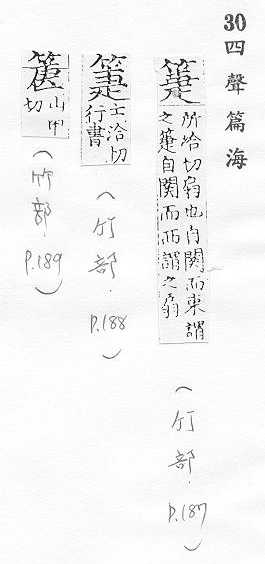 30 四聲篇海
箑
所洽切扇也自関而東謂
之箑自関而西謂之扇
(竹部. P.187)
士洽切
行書
(竹部. P.188)
山甲
切
(竹部. P.189)